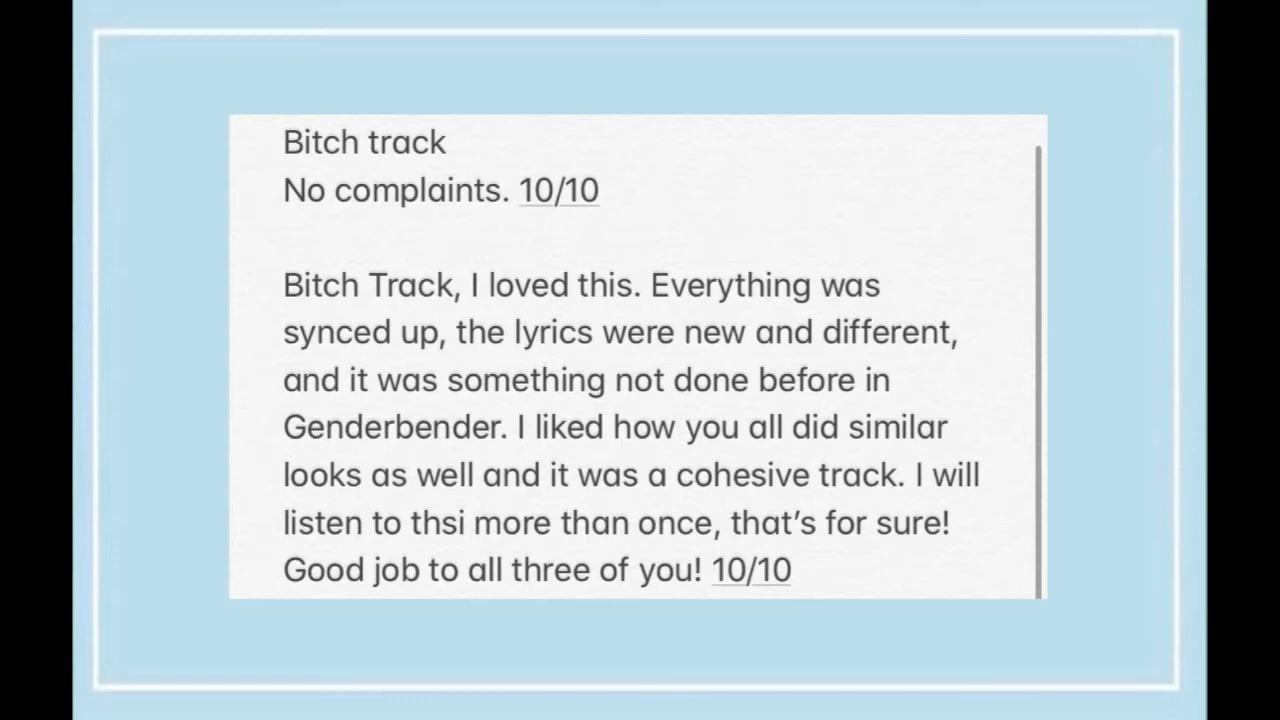 Bitch track
No complaints. 10/10
Bitch Track, I loved this. Everything was
synced up, the lyrics were new and different,
and it was something not done before in
Genderbender. I liked how you all did similar
looks as well and it was a cohesive track. I will
listen to thsi more than once, that’s for sure!
Good job to all three of you! 10/10